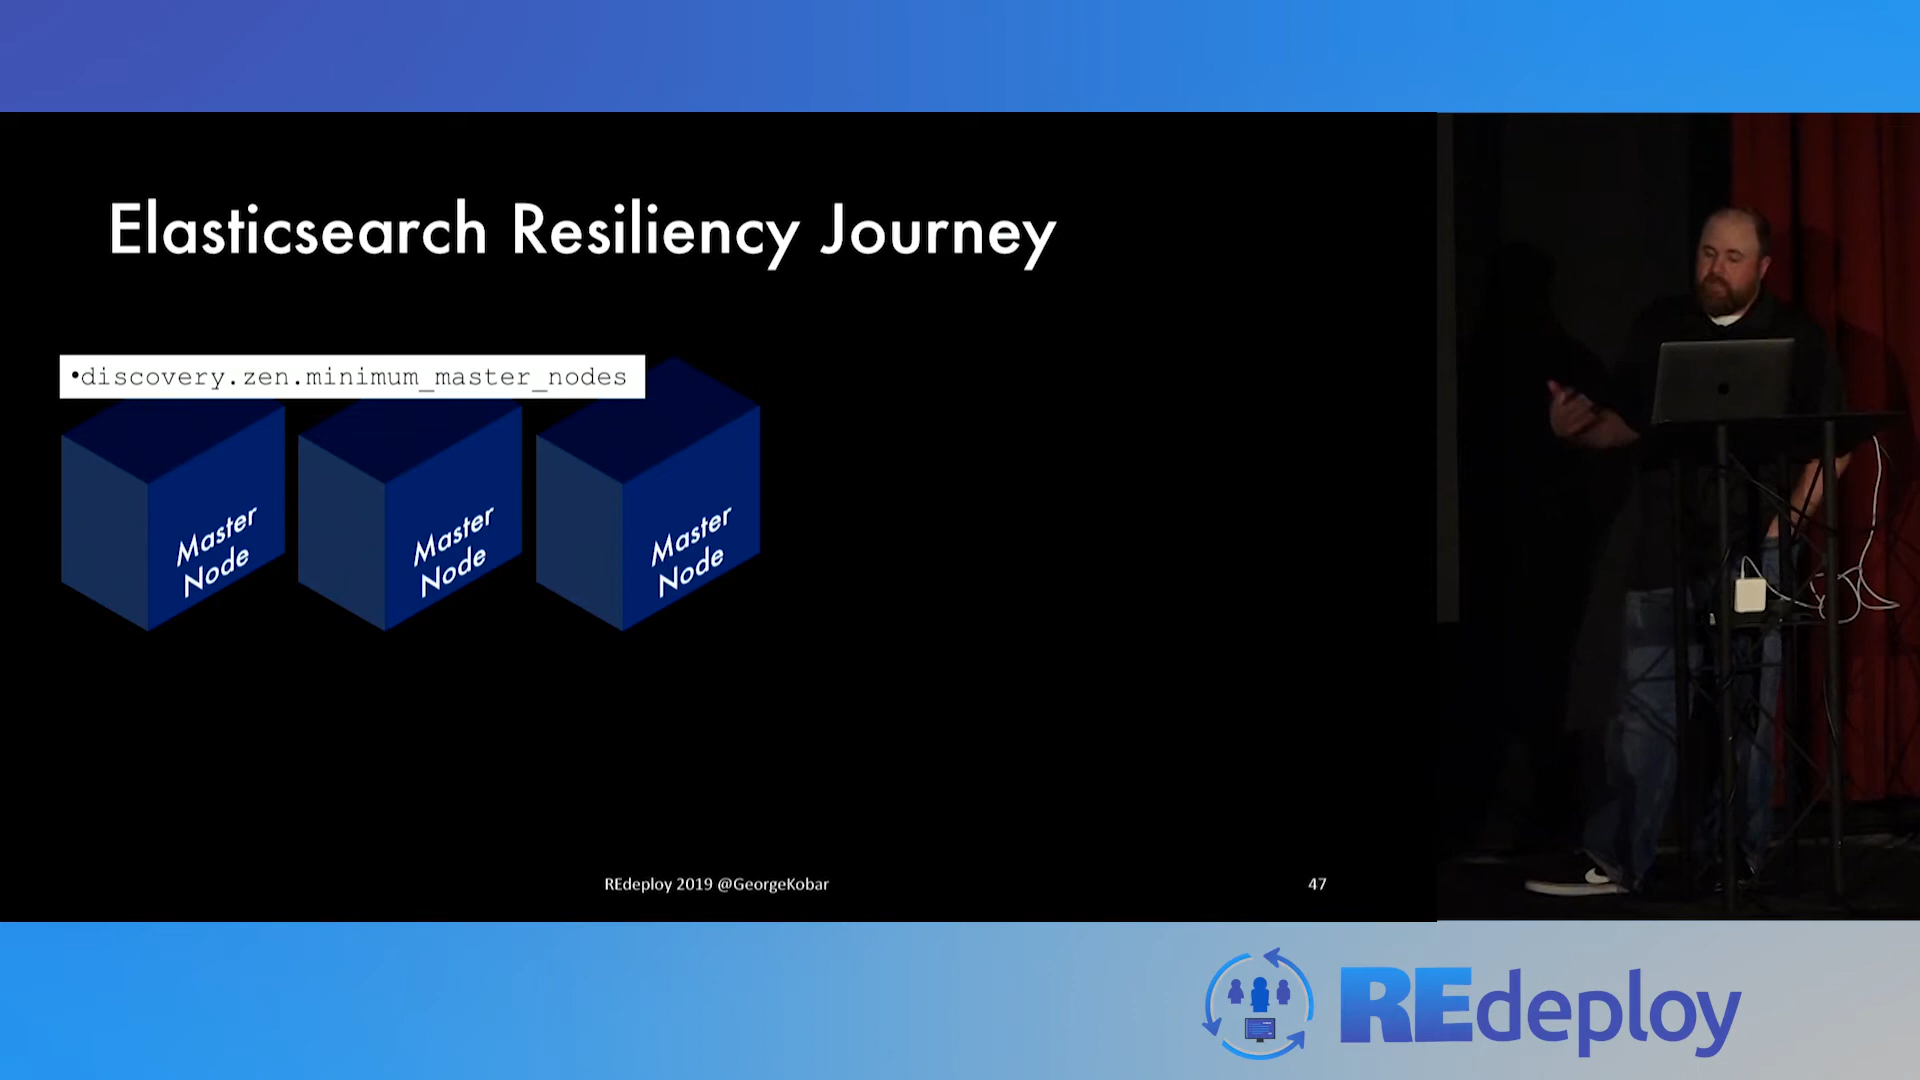 Elasticsearch Resiliency Journey
•discovery.zen.minimum_master_nodes
Master
Node
Master
Node
Master
Node
REdeploy 2019 @GeorgeKobar
47
REdeploy